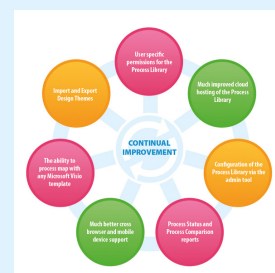 User specific
permissions for the
Process Library
Much improved cloud
hosting of the Process
Library
Configuration of the
Process Library via the
admin tool
Process Status and
Process Comparison
reports
Much better cross
browser and mobile
device support
The ability to
process map with
any Microsoft Visio
template
Import and Export
Design Themes
CONTINUAL
IMPROVEMENT